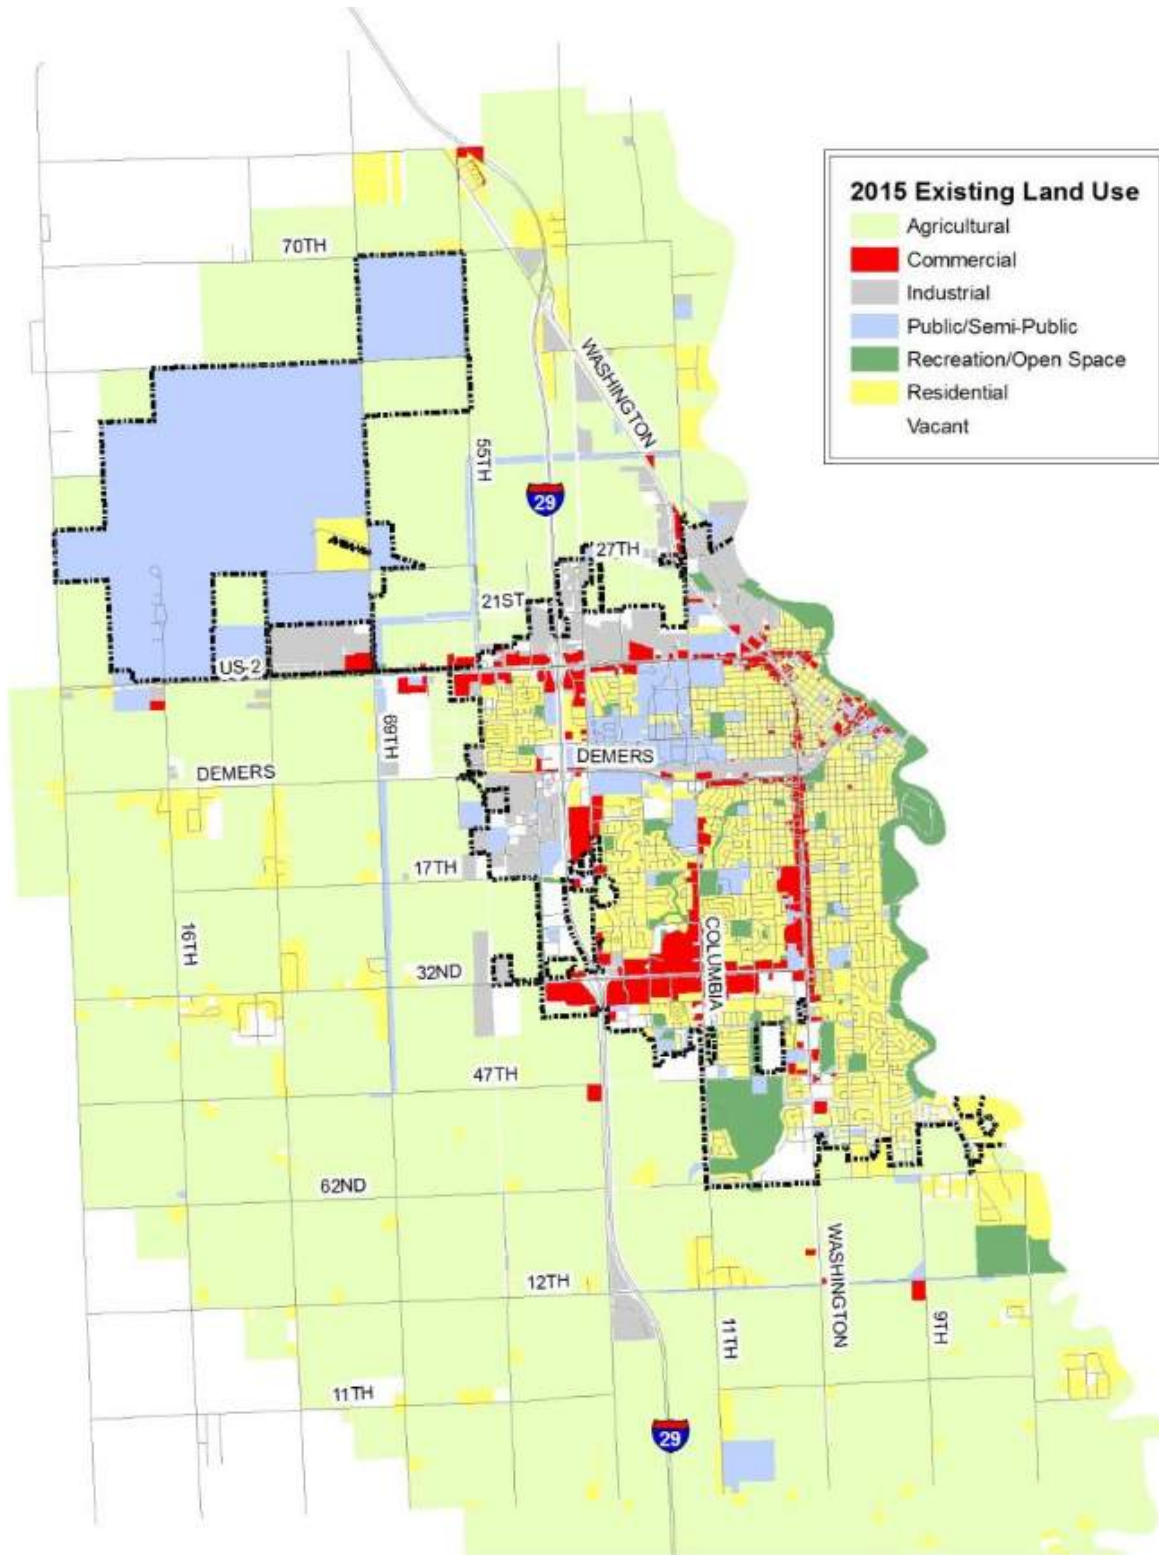 2015 Existing Land Use
Agricultural
Commercial
Industrial
Public/Semi-Public
Recreation/Open Space
Residential
Vacant
70TH
WASHINGTON
55TH
29
27TH
21ST
US-2
69TH
DEMERS
DEMERS
17TH
16TH
COLUMBIA
32ND
47TH
62ND
WASHINGTON
12TH
11TH
9TH
11TH
29